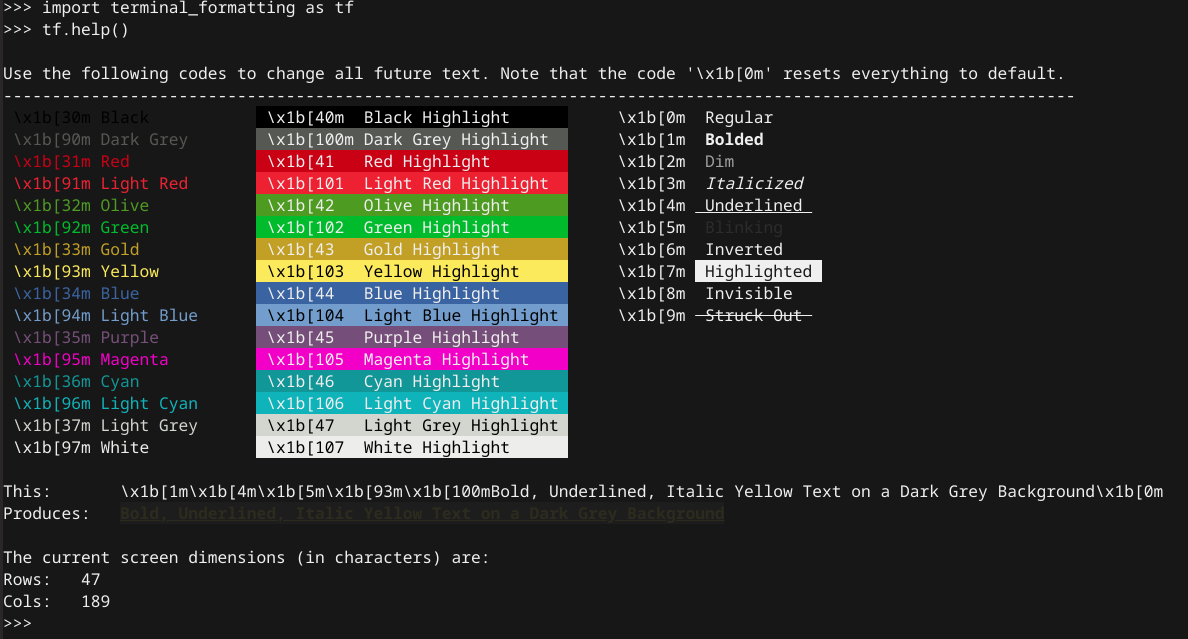 >>> import terminal_formatting as tf
>>> tf.help()
Use the following codes to change all future text. Note that the code '\x1b[0m' resets everything to default.
--------------------------------------------------------------------------------------------------------------
\x1b[30m Black \x1b[40m Black Highlight \x1b[0m Regular
\x1b[90m Dark Grey \x1b[100m Dark Grey Highlight \x1b[1m Bolded
\x1b[31m Red \x1b[41 Red Highlight \x1b[2m Dim
\x1b[91m Light Red \x1b[101 Light Red Highlight \x1b[3m Italicized
\x1b[32m Olive \x1b[42 Olive Highlight \x1b[4m Underlined
\x1b[92m Green \x1b[102 Green Highlight \x1b[5m Blinking
\x1b[33m Gold \x1b[43 Gold Highlight \x1b[6m Inverted
\x1b[93m Yellow \x1b[103 Yellow Highlight \x1b[7m Highlighted
\x1b[34m Blue \x1b[44 Blue Highlight \x1b[8m Invisible
\x1b[94m Light Blue \x1b[104 Light Blue Highlight \x1b[9m Struck Out
\x1b[35m Purple \x1b[45 Purple Highlight
\x1b[95m Magenta \x1b[105 Magenta Highlight
\x1b[36m Cyan \x1b[46 Cyan Highlight
\x1b[96m Light Cyan \x1b[106 Light Cyan Highlight
\x1b[37m Light Grey \x1b[47 Light Grey Highlight
\x1b[97m White \x1b[107 White Highlight
This: \x1b[1m\x1b[4m\x1b[5m\x1b[93m\x1b[100mBold, Underlined, Italic Yellow Text on a Dark Grey Background\x1b[0m
Produces: Bold, Underlined, Italic Yellow Text on a Dark Grey Background
The current screen dimensions (in characters) are:
Rows: 47
Cols: 189
>>>